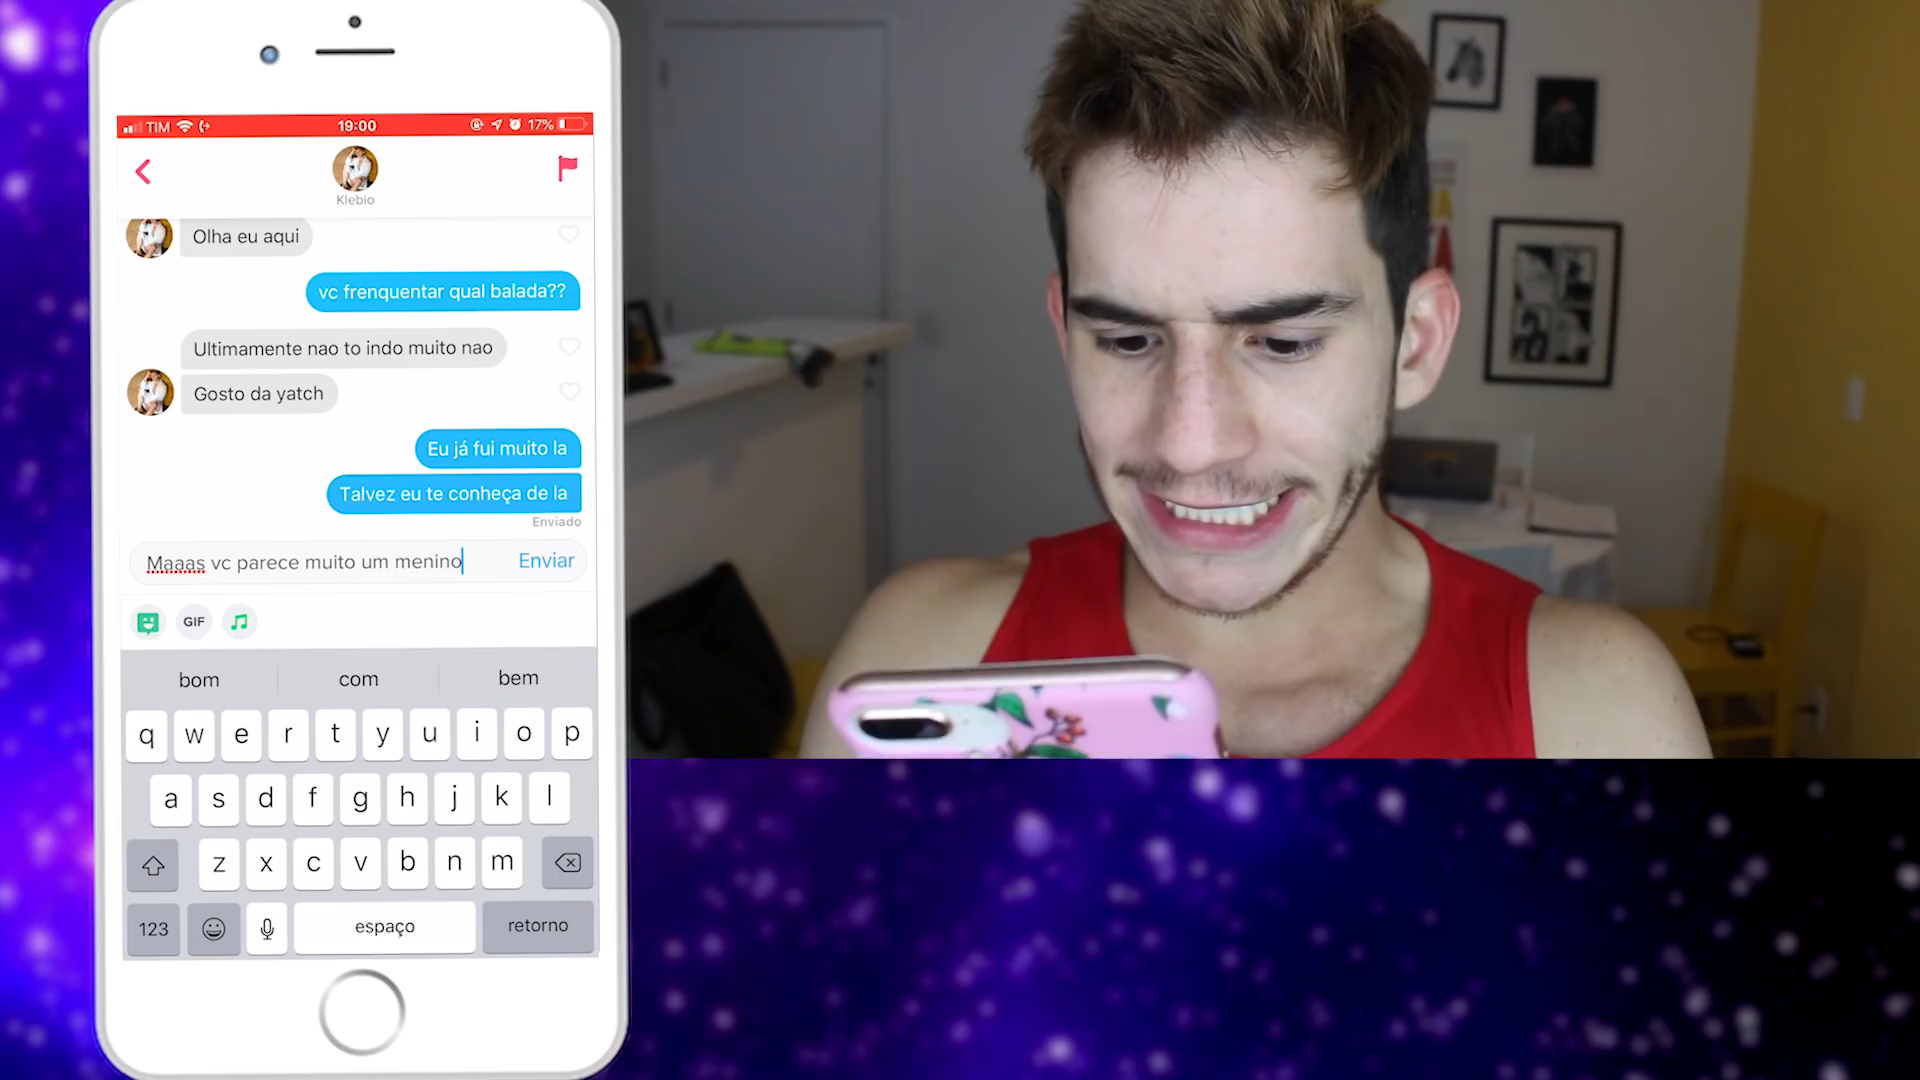 TIM 19:00 17%
Klebio
Olha eu aqui
vc frenquentar qual balada??
Ultimamente nao to indo muito nao
Gosto da yatch
Eu já fui muito la
Talvez eu te conheça de la
Enviado
Maaas vc parece muito um menino Enviar
GIF
bom com bem
q w e r t y u i o p
a s d f g h j k l
z x c v b n m
123 espaço retorno